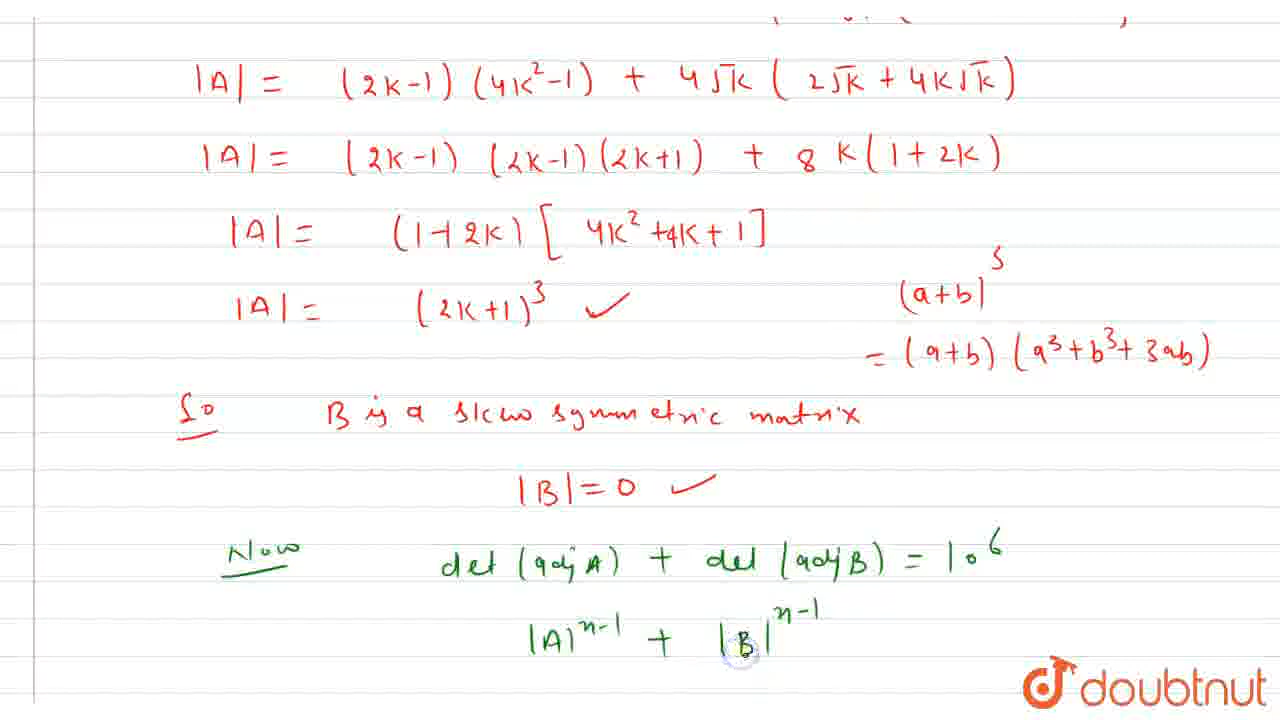 |A| = (2k-1) (4k²-1) + 4√k ( 2√k + 4k√k )
|A| = (2k-1) (2k-1) (2k+1) + 8 k (1+2k)
|A| = (1+2k) [ 4k²+4k+1 ]
|A| = (2k+1)³ ✓
(a+b)³
= (a+b) (a³+b³+3ab)
So B is a skew symmetric matrix
|B| = 0 ✓
Now det (adj A) + det (adj B) = 10⁶
|A|ⁿ⁻¹ + |B|ⁿ⁻¹
doubtnut